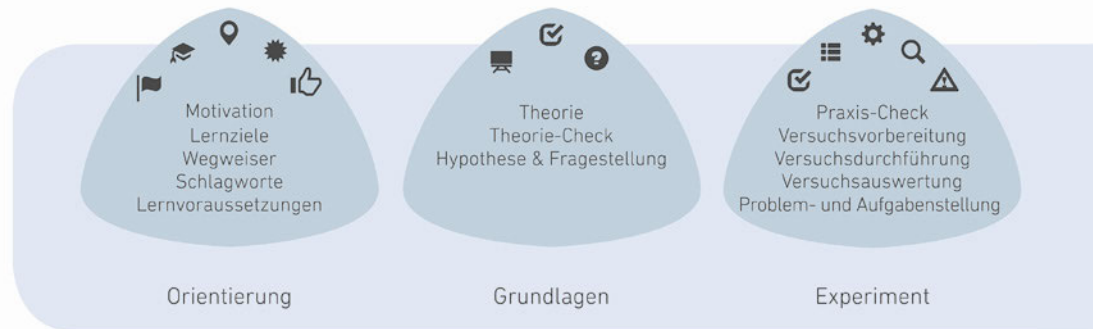 Motivation
Lernziele
Wegweiser
Schlagworte
Lernvoraussetzungen
Orientierung
Theorie
Theorie-Check
Hypothese & Fragestellung
Grundlagen
Praxis-Check
Versuchsvorbereitung
Versuchsdurchführung
Versuchsauswertung
Problem- und Aufgabenstellung
Experiment